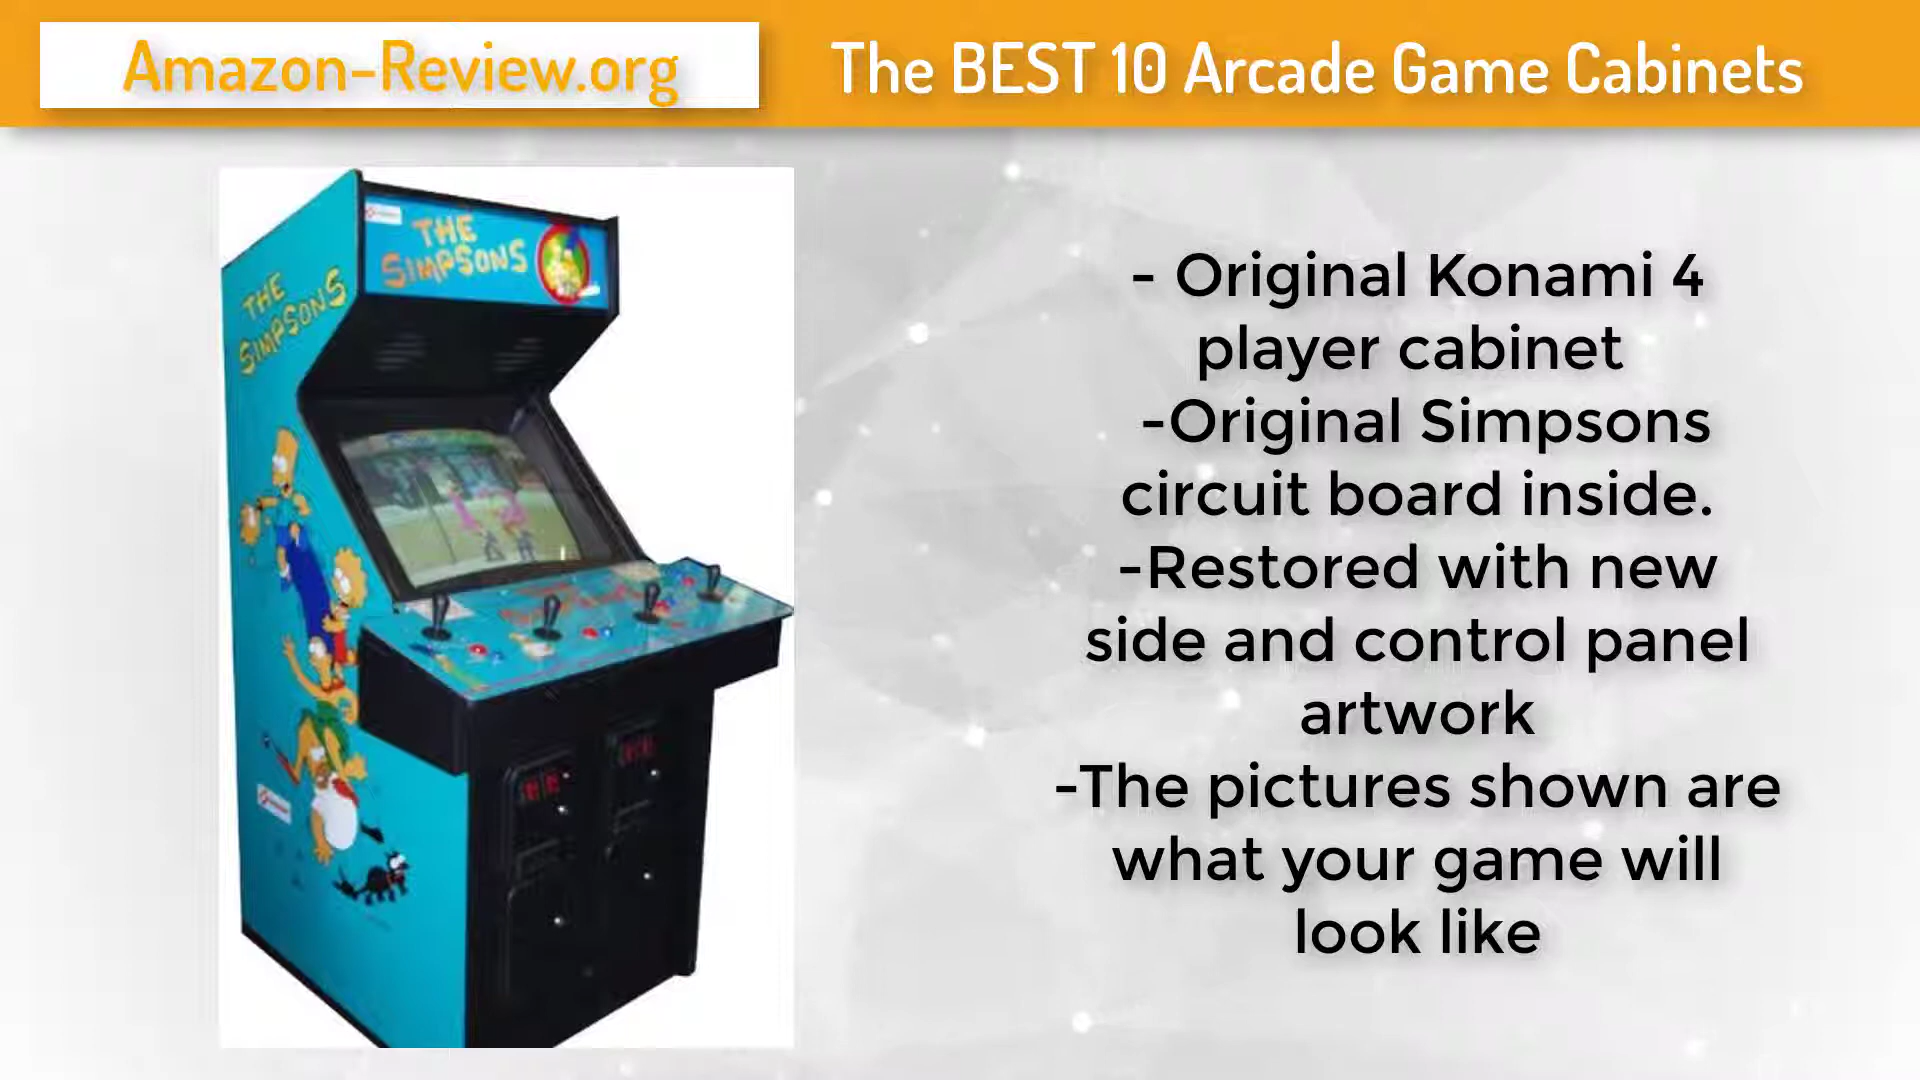 Amazon-Review.org
The BEST 10 Arcade Game Cabinets
THE
SIMPSONS
THE
SIMPSONS
- Original Konami 4
player cabinet
-Original Simpsons
circuit board inside.
-Restored with new
side and control panel
artwork
-The pictures shown are
what your game will
look like